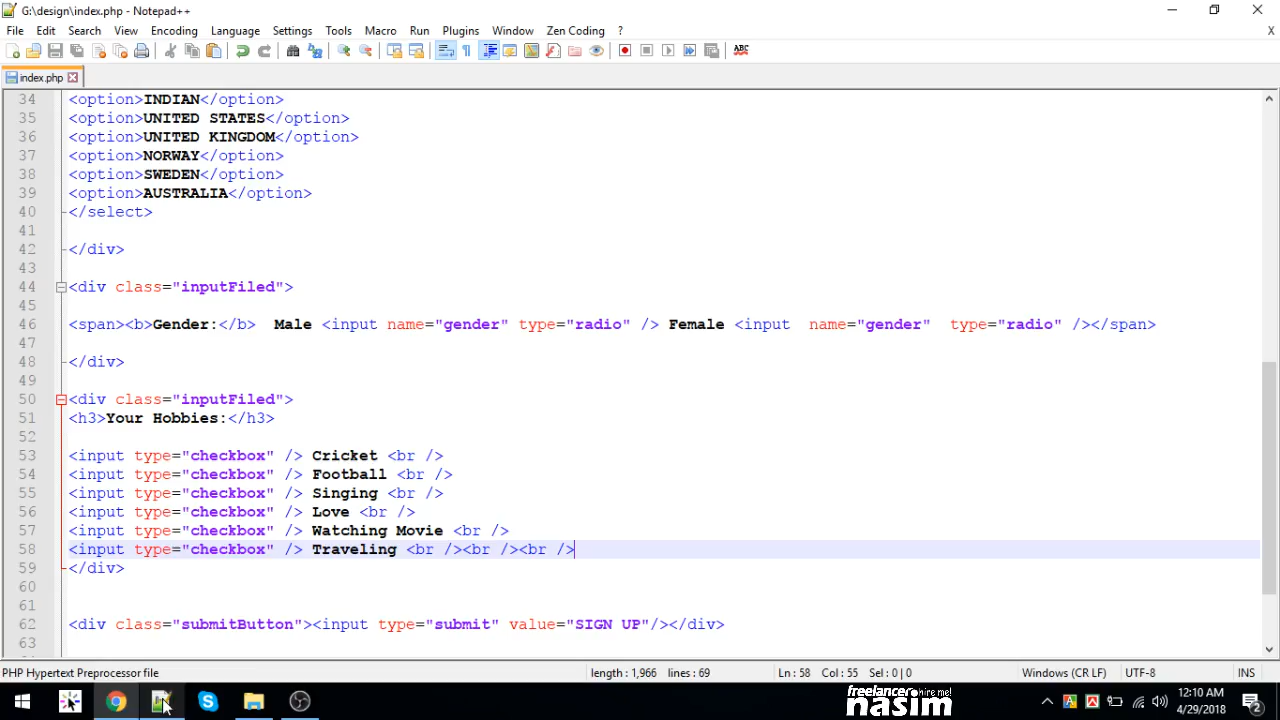 G:\design\index.php - Notepad++
File Edit Search View Encoding Language Settings Tools Macro Run Plugins Window Zen Coding ? X
ABC
index.php
34 <option>INDIAN</option>
35 <option>UNITED STATES</option>
36 <option>UNITED KINGDOM</option>
37 <option>NORWAY</option>
38 <option>SWEDEN</option>
39 <option>AUSTRALIA</option>
40 </select>
41
42 </div>
43
44 <div class="inputFiled">
45
46 <span><b>Gender:</b>  Male <input name="gender" type="radio" /> Female <input  name="gender"  type="radio" /></span>
47
48 </div>
49
50 <div class="inputFiled">
51 <h3>Your Hobbies:</h3>
52
53 <input type="checkbox" /> Cricket <br />
54 <input type="checkbox" /> Football <br />
55 <input type="checkbox" /> Singing <br />
56 <input type="checkbox" /> Love <br />
57 <input type="checkbox" /> Watching Movie <br />
58 <input type="checkbox" /> Traveling <br /><br /><br />
59 </div>
60
61
62 <div class="submitButton"><input type="submit" value="SIGN UP"/></div>
63
PHP Hypertext Preprocessor file length : 1,966 lines : 69 Ln : 58 Col : 55 Sel : 0 | 0 Windows (CR LF) UTF-8 INS
freelancer hire me!
nasim
12:10 AM
4/29/2018
2